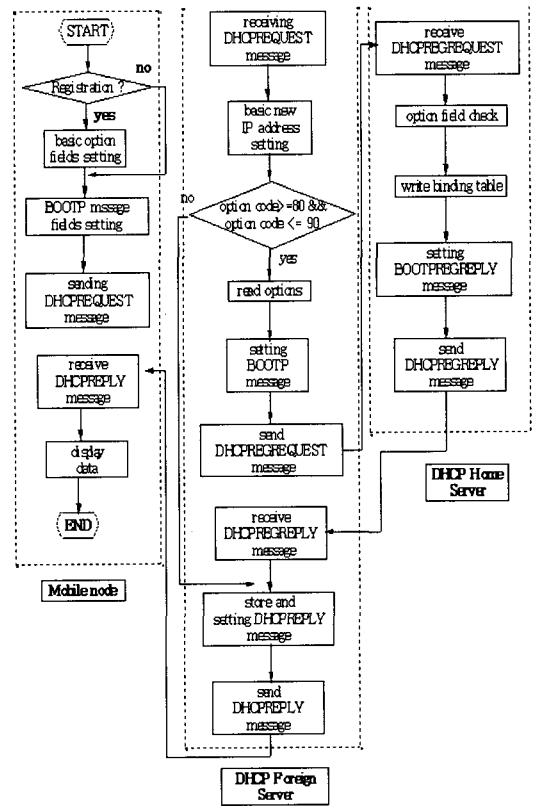 START
Registration ?
no
yes
basic option
fields setting
BOOTP mssage
fields setting
sending
DHCPREQUEST
message
receive
DHCPREPLY
message
display
data
END
Mobile node
receiving
DHCPREQUEST
message
basic new
IP address
setting
no
option code>=80 &&
option code <= 90
yes
read options
setting
BOOTP
message
send
DHCPREGREQUEST
message
receive
DHCPREGREPLY
message
store and
setting DHCPREPLY
message
send
DHCPREPLY
message
DHCP Foreign
Server
receive
DHCPREGREQUEST
message
option field check
write binding table
setting
BOOTPREGREPLY
message
send
DHCPREGREPLY
message
DHCP Home
Server